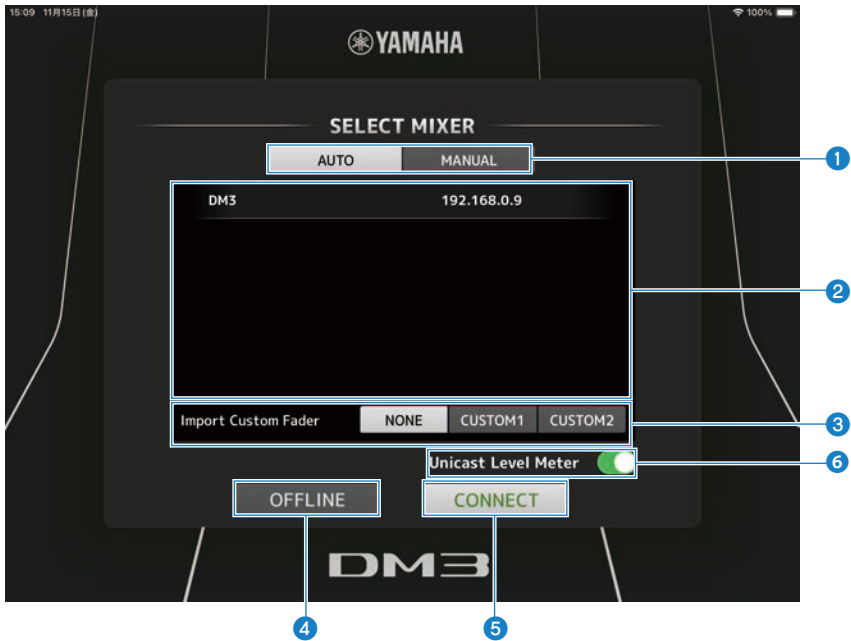 15:09 11月15日(金)
100%
YAMAHA
SELECT MIXER
AUTO MANUAL
1
DM3 192.168.0.9
2
Import Custom Fader NONE CUSTOM1 CUSTOM2
3
Unicast Level Meter
6
OFFLINE CONNECT
DM3
4 5